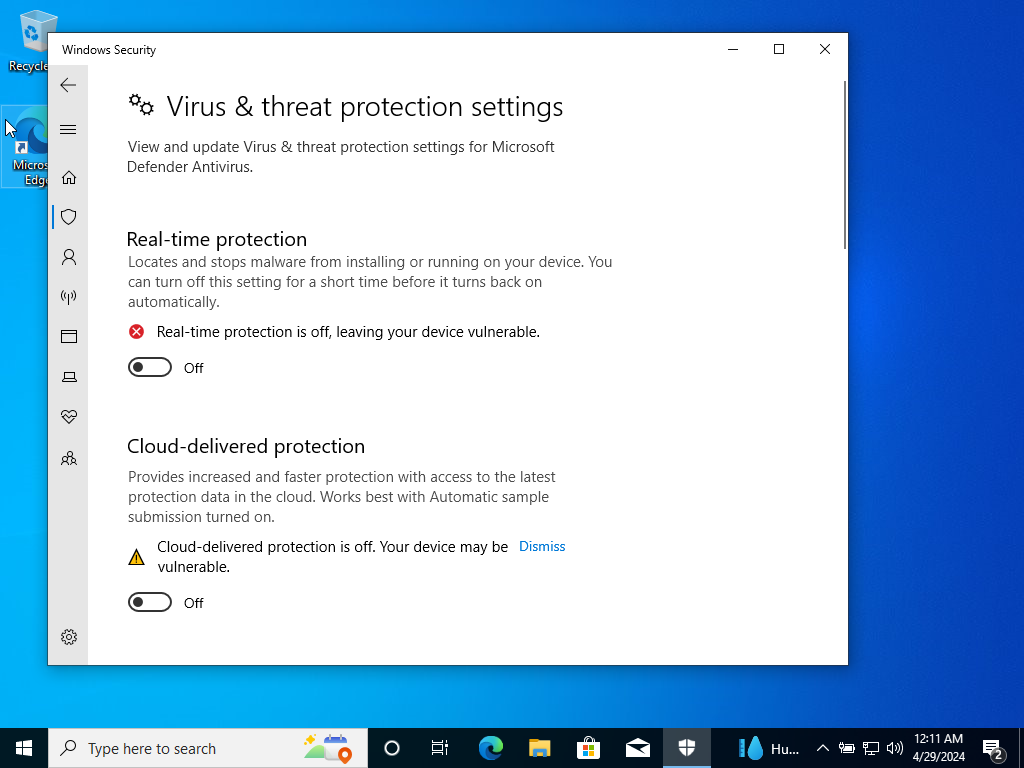 Recycle
Micros
Edg
Windows Security
Virus & threat protection settings
View and update Virus & threat protection settings for Microsoft
Defender Antivirus.
Real-time protection
Locates and stops malware from installing or running on your device. You
can turn off this setting for a short time before it turns back on
automatically.
Real-time protection is off, leaving your device vulnerable.
Off
Cloud-delivered protection
Provides increased and faster protection with access to the latest
protection data in the cloud. Works best with Automatic sample
submission turned on.
Cloud-delivered protection is off. Your device may be Dismiss
vulnerable.
Off
Type here to search
Hu...
12:11 AM
4/29/2024
2